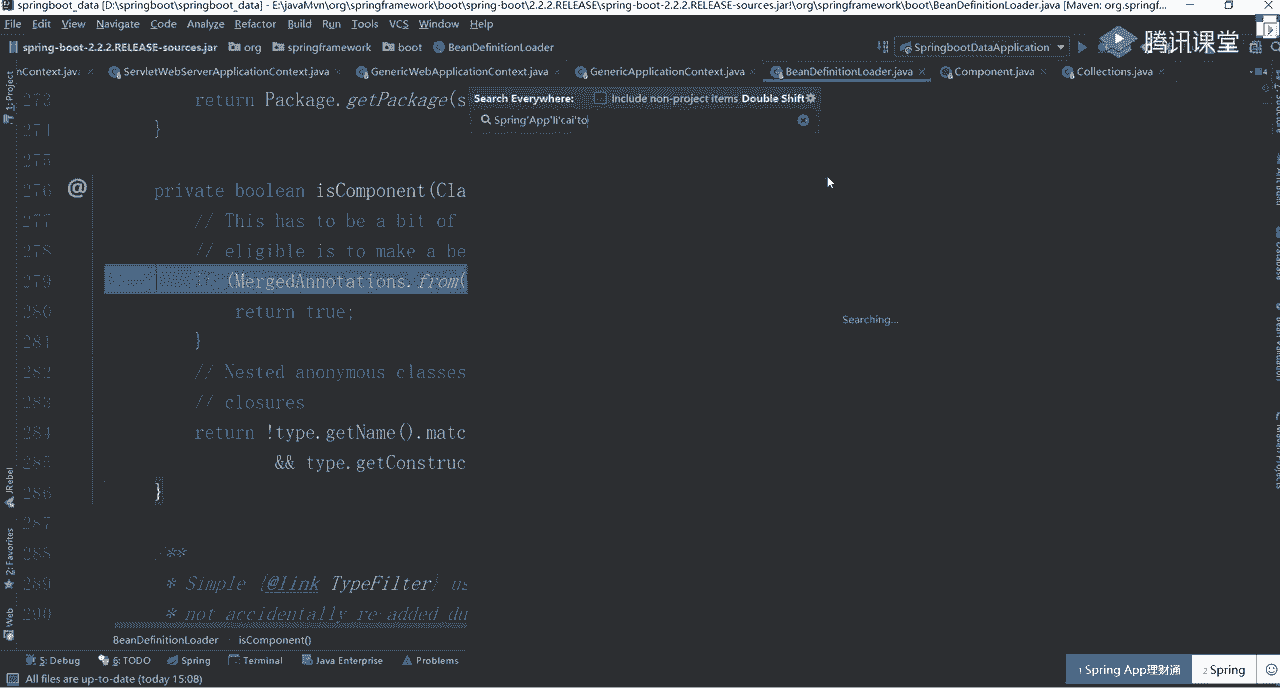 springboot_data [D:\springboot\springboot_data] - E:\javaMvn\org\springframework\boot\spring-boot\2.2.2.RELEASE\spring-boot-2.2.2.RELEASE-sources.jar!\org\springframework\boot\BeanDefinitionLoader.java [Maven: org.springf...
File Edit View Navigate Code Analyze Refactor Build Run Tools VCS Window Help
spring-boot-2.2.2.RELEASE-sources.jar org springframework boot BeanDefinitionLoader SpringbootDataApplication 腾讯课堂
nContext.java ServletWebServerApplicationContext.java GenericWebApplicationContext.java GenericApplicationContext.java BeanDefinitionLoader.java Component.java Collections.java
1: Project
Search Everywhere: Include non-project items Double Shift
Spring'App'li'cai'to
273 return Package.getPackage(s
274 }
275
276 @ private boolean isComponent(Cla
277 // This has to be a bit of
278 // eligible is to make a be
279 (MergedAnnotations.from(
280 return true;
281 }
282 // Nested anonymous classes
283 // closures
284 return !type.getName().matc
285 && type.getConstruc
286 }
287
288 /**
289 * Simple {@link TypeFilter} us
290 * not accidentally re-added du
Searching...
JRebel
2: Favorites
Web
BeanDefinitionLoader isComponent()
5: Debug 6: TODO Spring Terminal Java Enterprise Problems
All files are up-to-date (today 15:08)
1 Spring App理财通 2 Spring